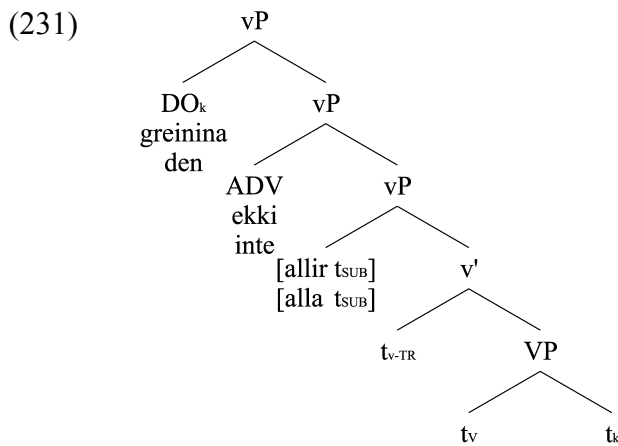 (231)
vP
DOk
greinina
den
vP
ADV
ekki
inte
vP
[allir tSUB]
[alla tSUB]
v'
tv-TR
VP
tV
tk